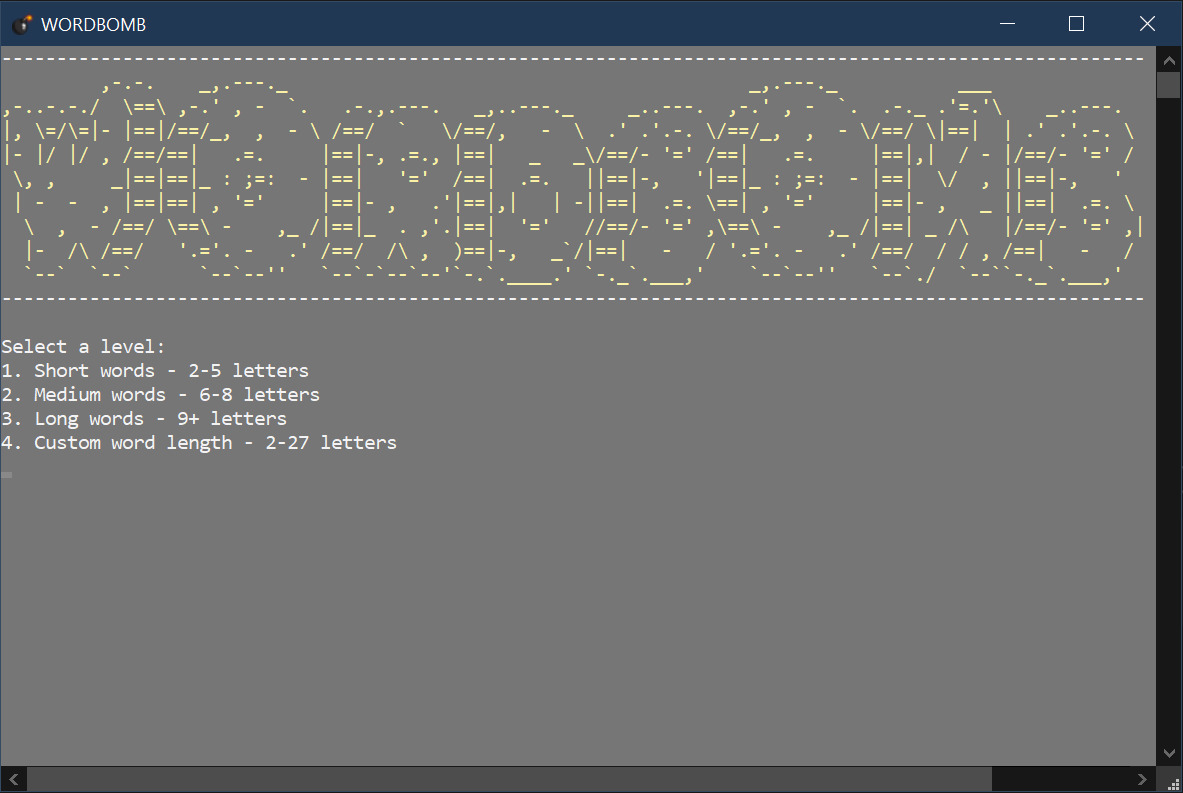 WORDBOMB
Select a level:
1. Short words - 2-5 letters
2. Medium words - 6-8 letters
3. Long words - 9+ letters
4. Custom word length - 2-27 letters